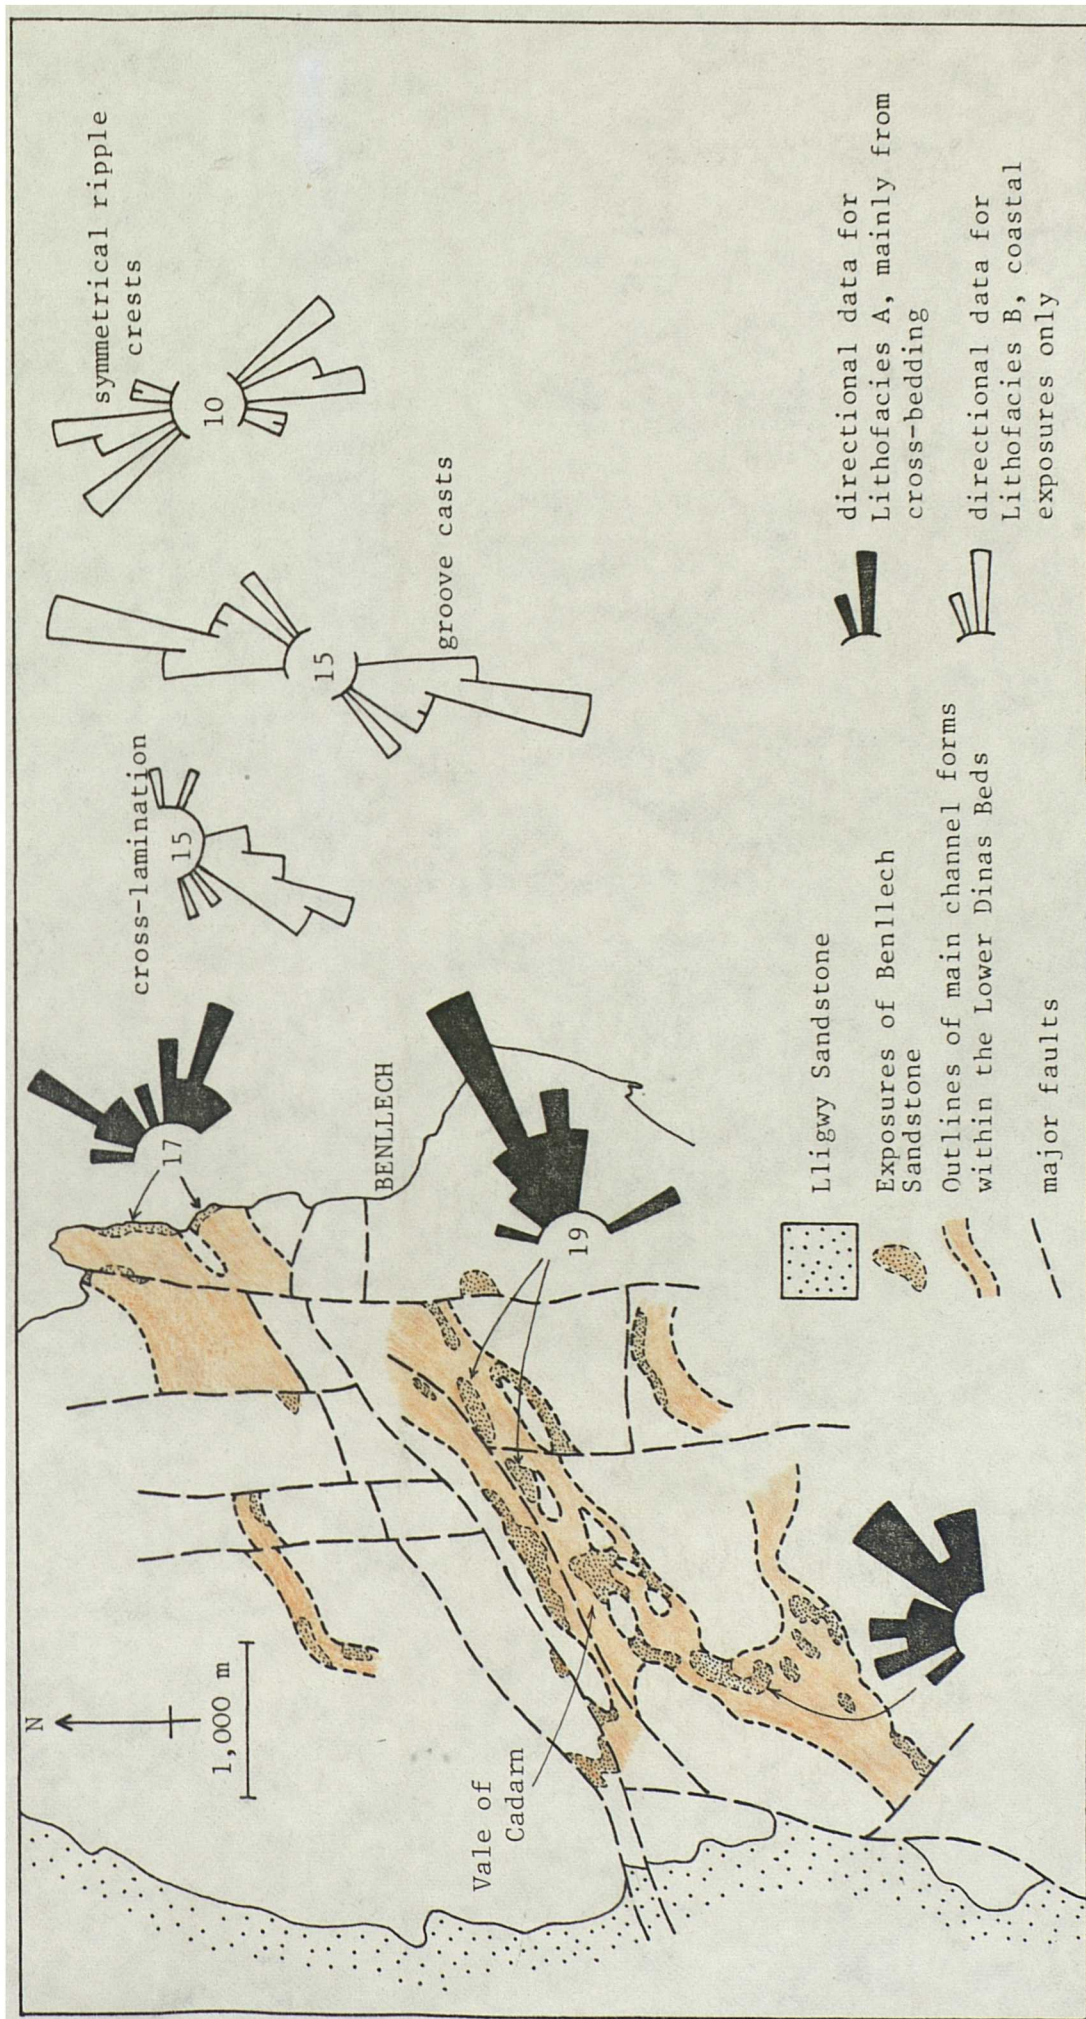 N
1,000 m
Vale of
Cadarn
BENLLECH
17
19
cross-lamination
15
groove casts
15
symmetrical ripple
crests
10
Lligwy Sandstone
Exposures of Benllech
Sandstone
Outlines of main channel forms
within the Lower Dinas Beds
major faults
directional data for
Lithofacies A, mainly from
cross-bedding
directional data for
Lithofacies B, coastal
exposures only